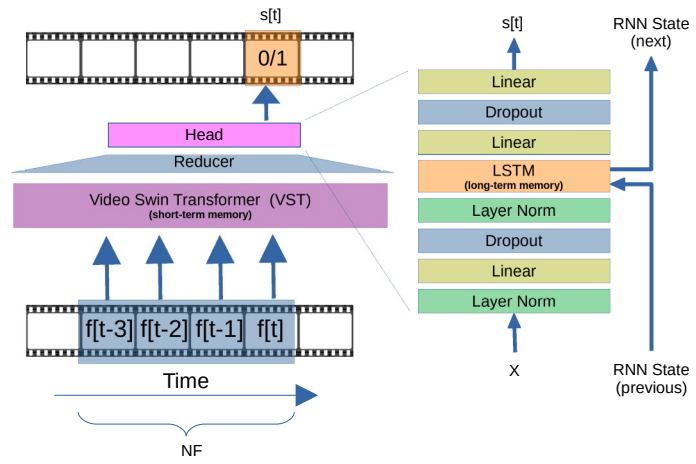 s[t]
0/1
Head
Reducer
Video Swin Transformer (VST)
(short-term memory)
f[t-3] f[t-2] f[t-1] f[t]
Time
NF
s[t]
RNN State
(next)
Linear
Dropout
Linear
LSTM
(long-term memory)
Layer Norm
Dropout
Linear
Layer Norm
X
RNN State
(previous)